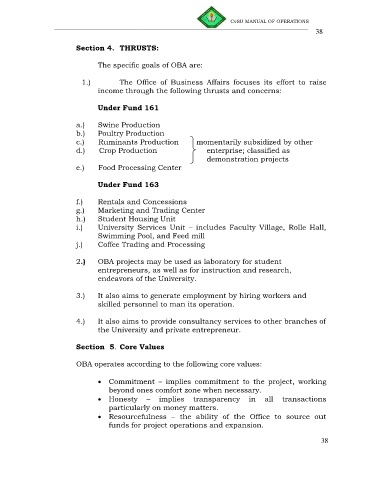 CvSU MANUAL OF OPERATIONS
38
Section 4. THRUSTS:
The specific goals of OBA are:
1.) The Office of Business Affairs focuses its effort to raise
income through the following thrusts and concerns:
Under Fund 161
a.) Swine Production
b.) Poultry Production
c.) Ruminants Production momentarily subsidized by other
d.) Crop Production enterprise; classified as
demonstration projects
e.) Food Processing Center
Under Fund 163
f.) Rentals and Concessions
g.) Marketing and Trading Center
h.) Student Housing Unit
i.) University Services Unit – includes Faculty Village, Rolle Hall,
Swimming Pool, and Feed mill
j.) Coffee Trading and Processing
2.) OBA projects may be used as laboratory for student
entrepreneurs, as well as for instruction and research,
endeavors of the University.
3.) It also aims to generate employment by hiring workers and
skilled personnel to man its operation.
4.) It also aims to provide consultancy services to other branches of
the University and private entrepreneur.
Section 5. Core Values
OBA operates according to the following core values:
• Commitment – implies commitment to the project, working
beyond ones comfort zone when necessary.
• Honesty – implies transparency in all transactions
particularly on money matters.
• Resourcefulness – the ability of the Office to source out
funds for project operations and expansion.
38